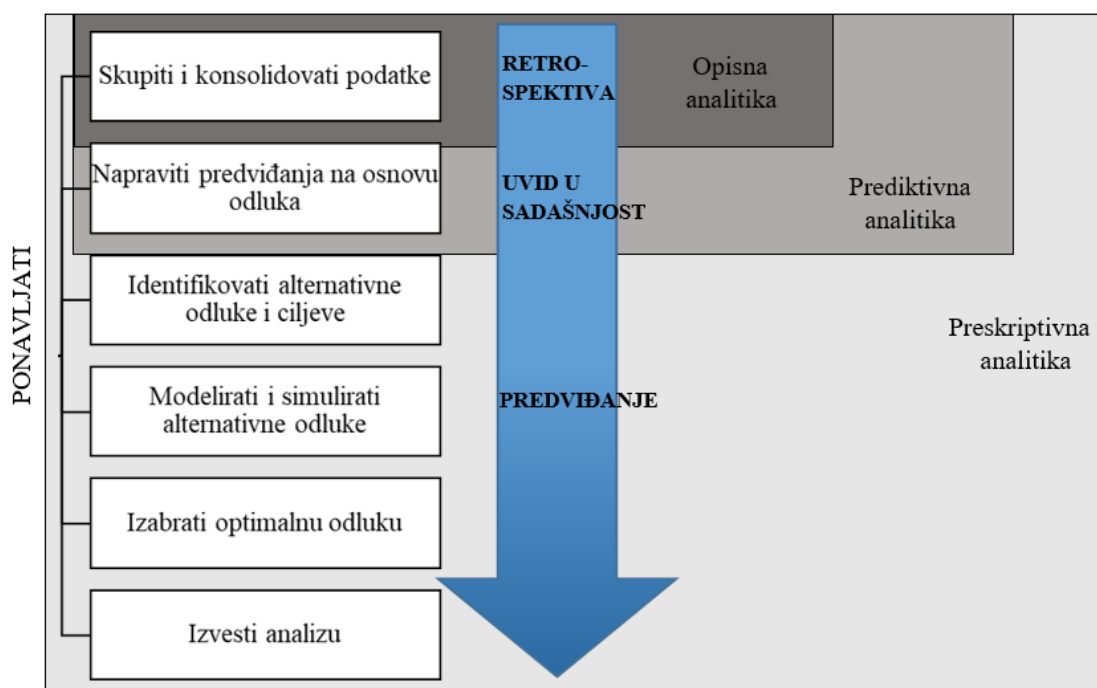 PONAVLJATI
Skupiti i konsolidovati podatke
RETRO-
SPEKTIVA
Opisna
analitika
Napraviti predviđanja na osnovu
odluka
UVID U
SADAŠNJOST
Prediktivna
analitika
Identifikovati alternativne
odluke i ciljeve
Preskriptivna
analitika
Modelirati i simulirati
alternativne odluke
PREDVIĐANJE
Izabrati optimalnu odluku
Izvesti analizu